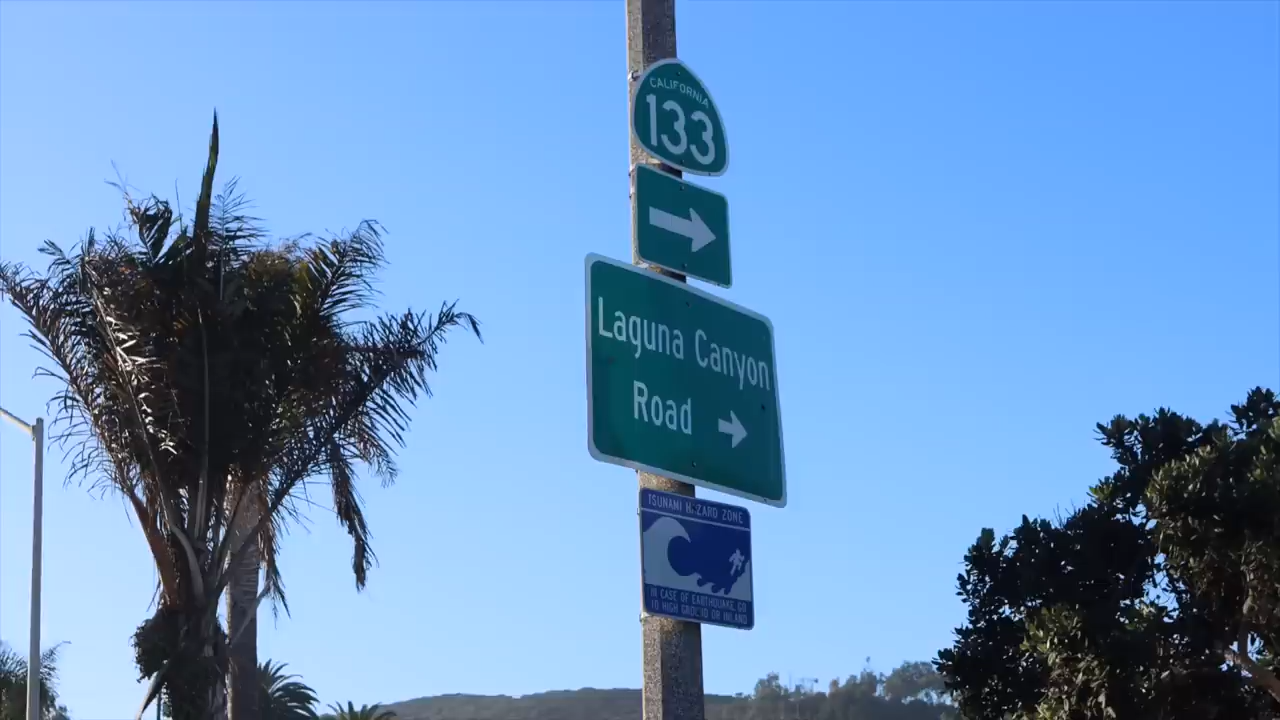 CALIFORNIA
133
Laguna Canyon
Road
TSUNAMI HAZARD ZONE
IN CASE OF EARTHQUAKE, GO
TO HIGH GROUND OR INLAND